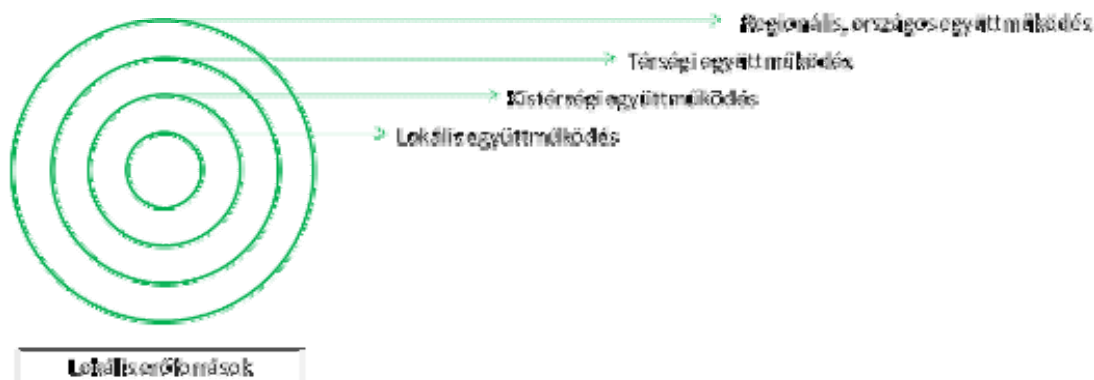 Regionális, országos együttműködés
Térségi együttműködés
Kistérségi együttműködés
Lokális együttműködés
Lokális erőforrások